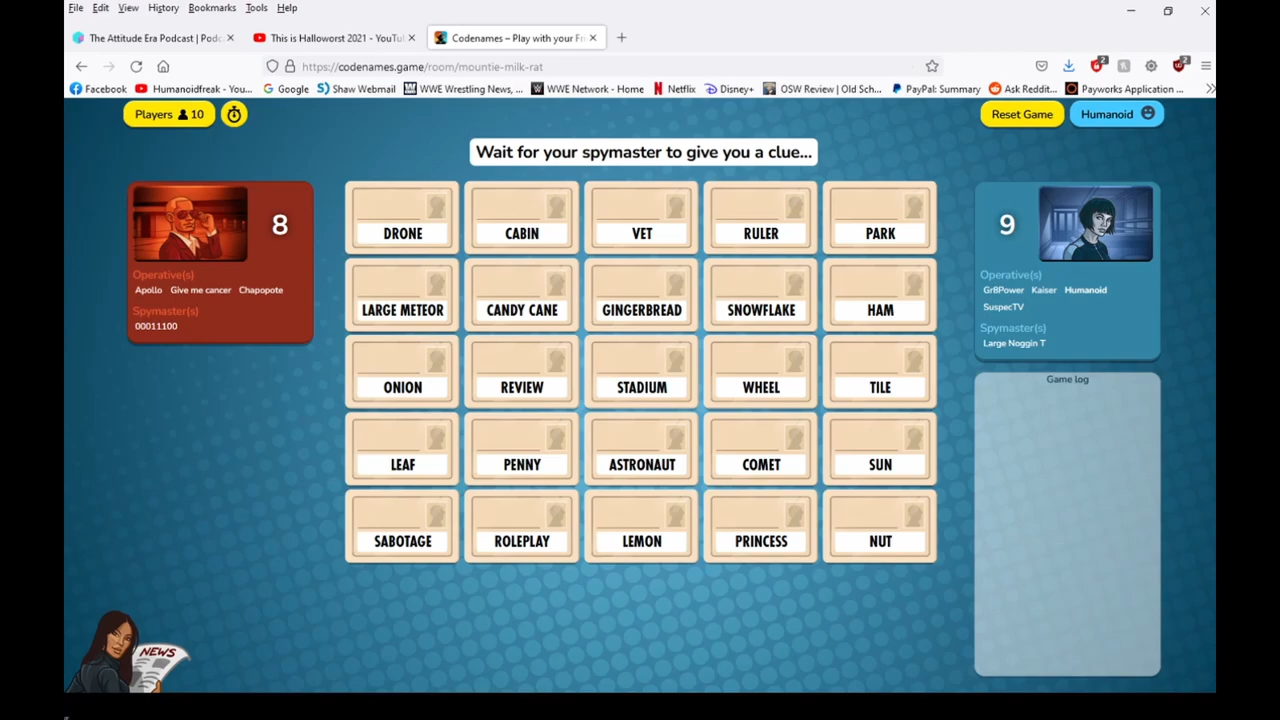 File Edit View History Bookmarks Tools Help
The Attitude Era Podcast | Podc
This is Halloworst 2021 - YouTu
Codenames – Play with your Fr
https://codenames.game/room/mountie-milk-rat
2
2
Facebook
Humanoidfreak - You...
Google
Shaw Webmail
WWE Wrestling News, ...
WWE Network - Home
Netflix
Disney+
OSW Review | Old Sch...
PayPal: Summary
Ask Reddit...
Payworks Application ...
Players 10
Reset Game
Humanoid
Wait for your spymaster to give you a clue...
8
Operative(s)
Apollo Give me cancer Chapopote
Spymaster(s)
00011100
9
Operative(s)
Gr8Power Kaiser Humanoid
SuspecTV
Spymaster(s)
Large Noggin T
Game log
DRONE CABIN VET RULER PARK
LARGE METEOR CANDY CANE GINGERBREAD SNOWFLAKE HAM
ONION REVIEW STADIUM WHEEL TILE
LEAF PENNY ASTRONAUT COMET SUN
SABOTAGE ROLEPLAY LEMON PRINCESS NUT
NEWS